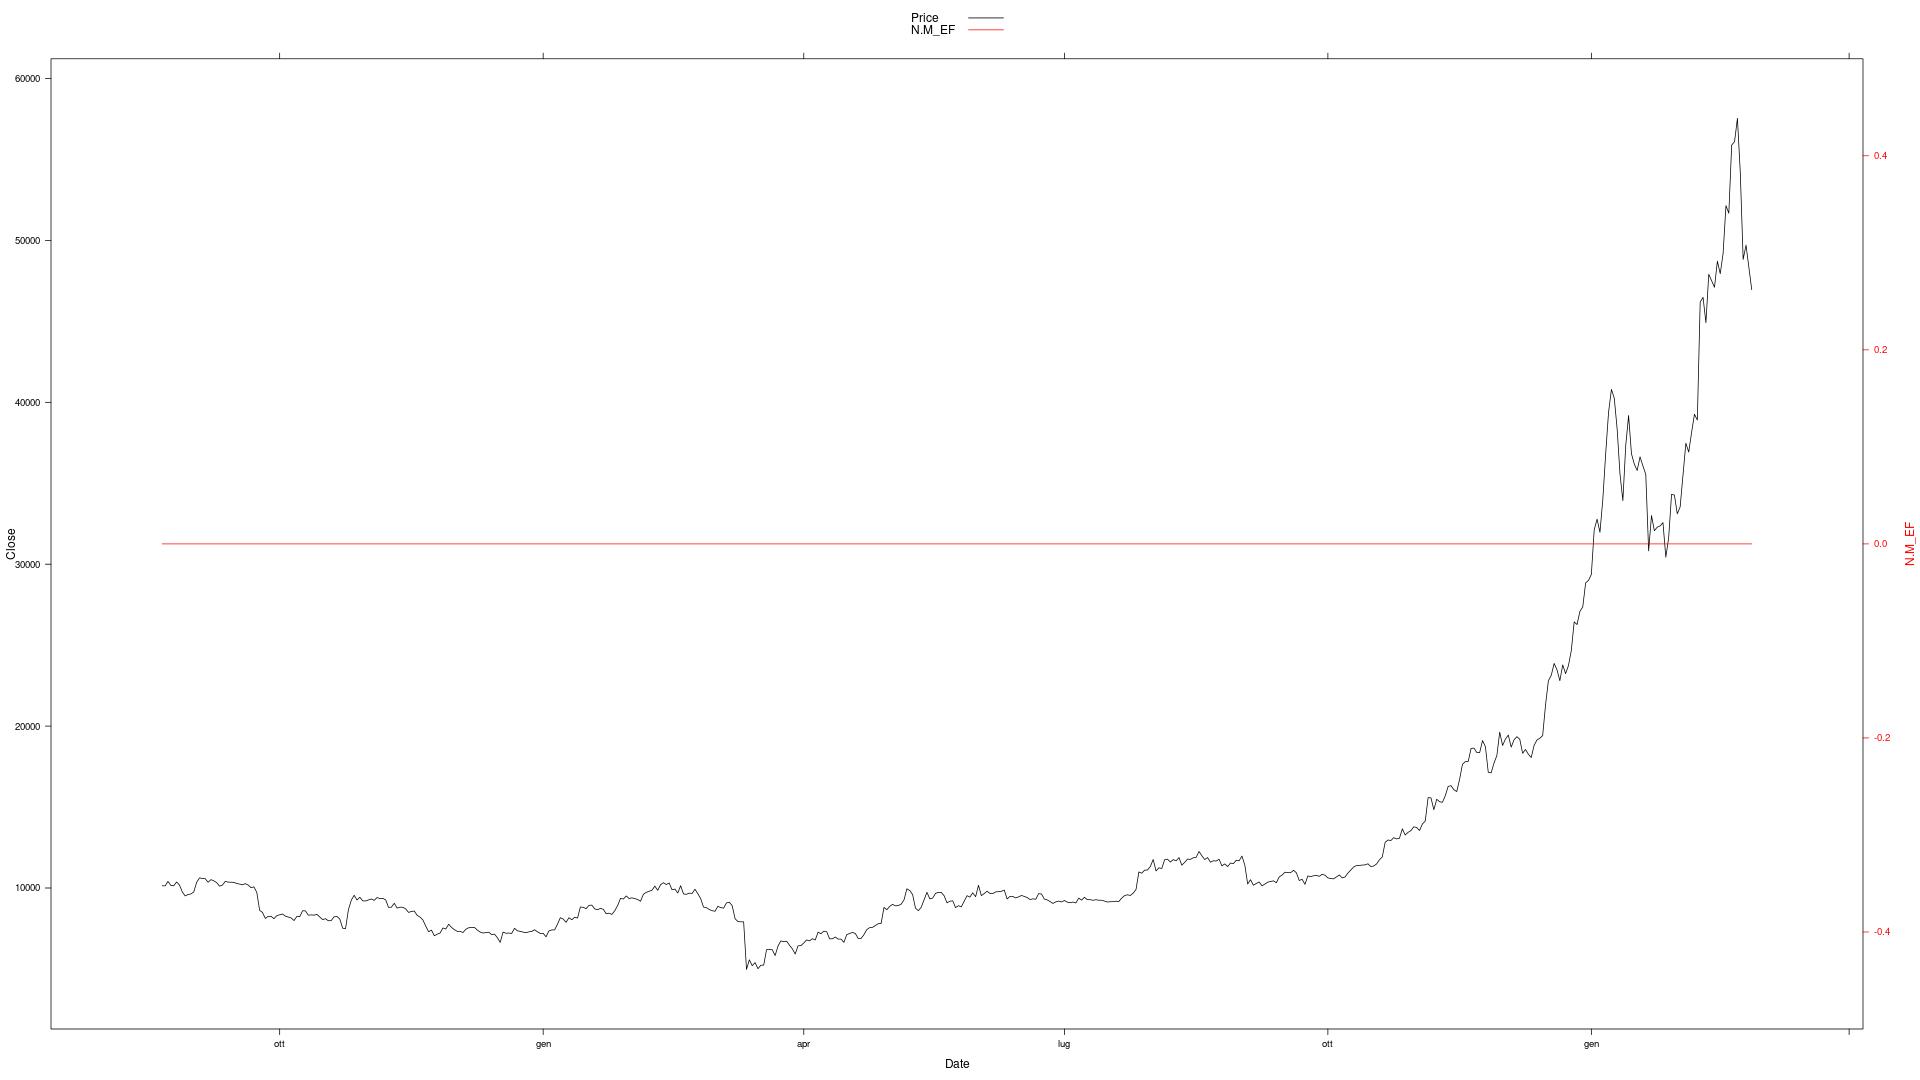 Price
N.M_EF
60000
50000
40000
30000
20000
10000
Close
0.4
0.2
0.0
-0.2
-0.4
N.M_EF
ott
gen
apr
lug
ott
gen
Date